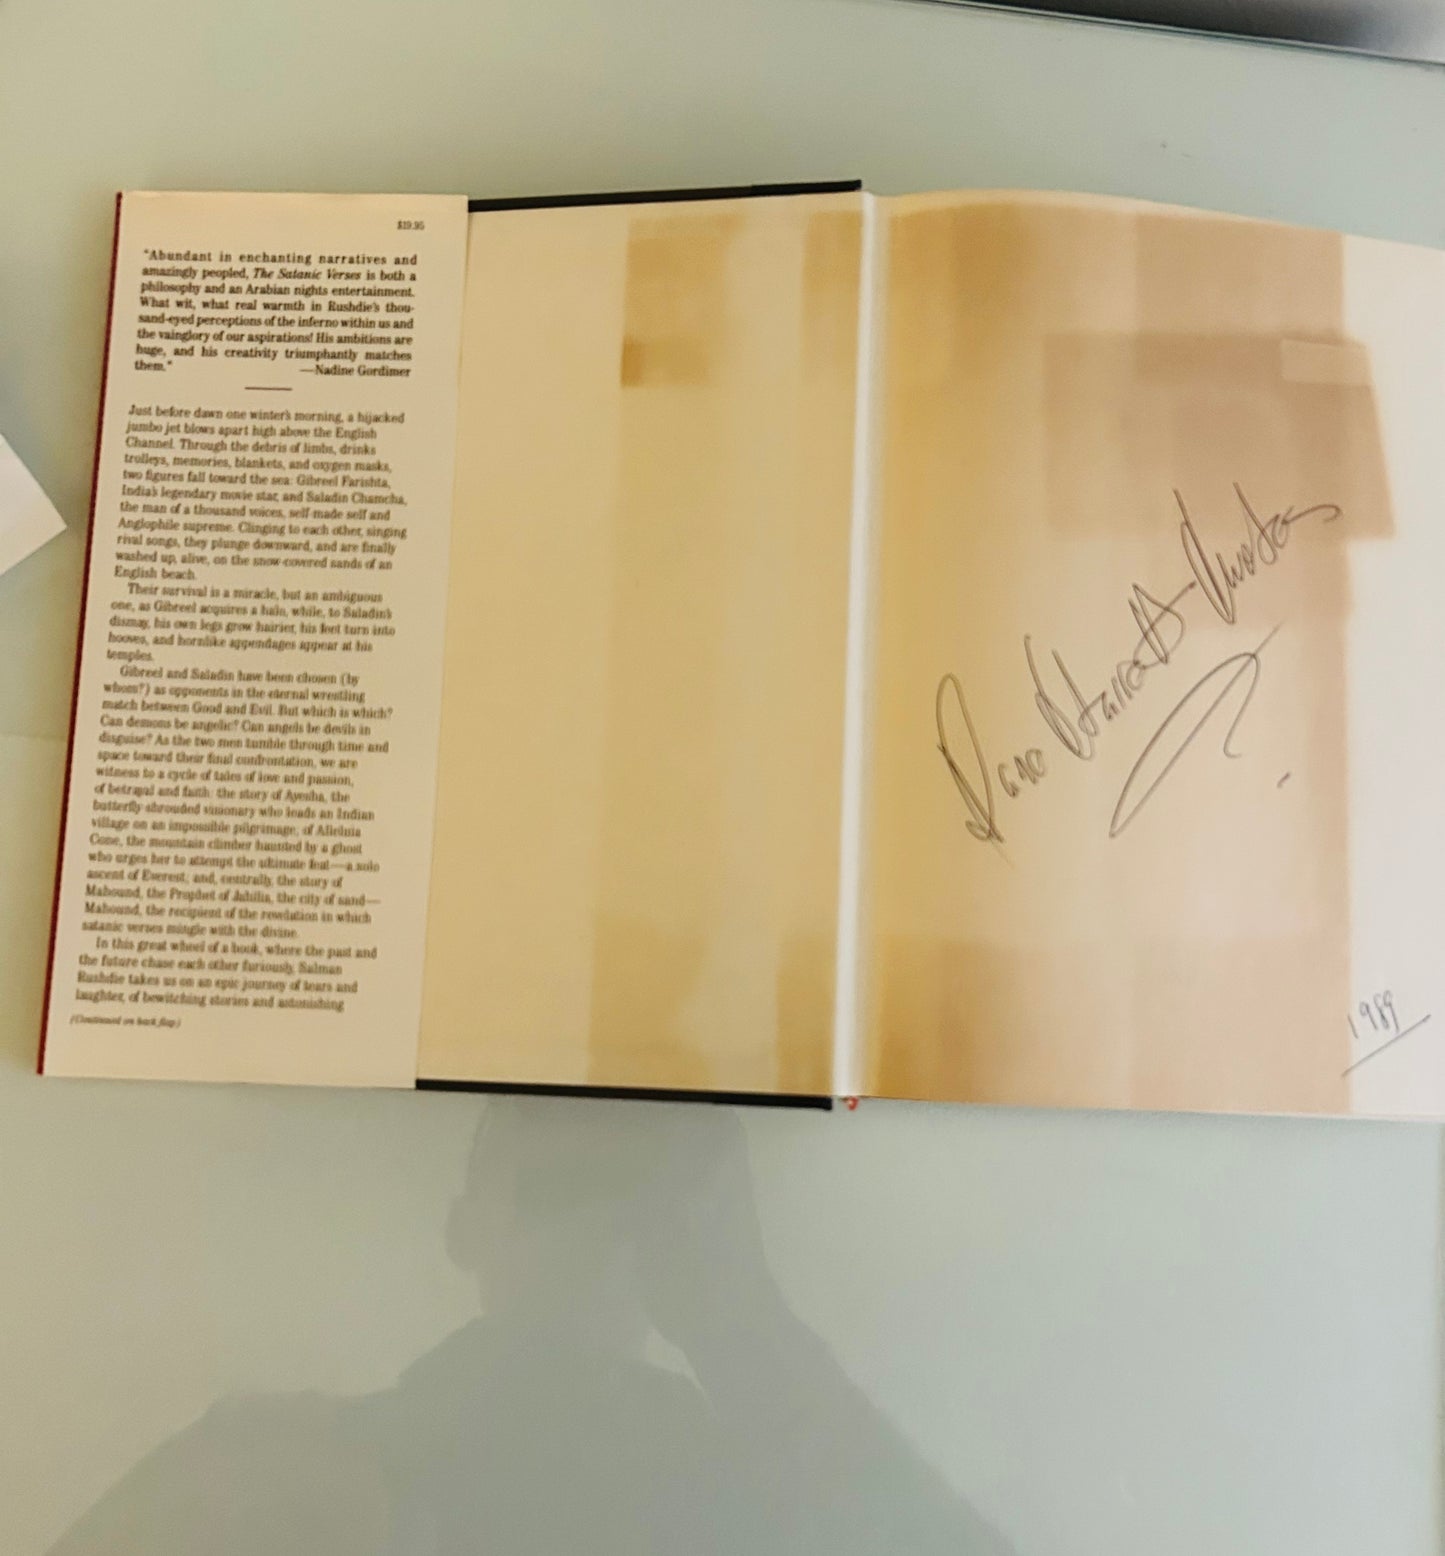 $19.95
"Abundant in enchanting narratives and
amazingly peopled, The Satanic Verses is both a
philosophy and an Arabian nights entertainment.
What wit, what real warmth in Rushdie's thou-
sand-eyed perceptions of the inferno within us and
the vainglory of our aspirations! His ambitions are
huge, and his creativity triumphantly matches
them." —Nadine Gordimer
Just before dawn one winter's morning, a hijacked
jumbo jet blows apart high above the English
Channel. Through the debris of limbs, drinks
trolleys, memories, blankets, and oxygen masks,
two figures fall toward the sea: Gibreel Farishta,
India's legendary movie star, and Saladin Chamcha,
the man of a thousand voices, self-made self and
Anglophile supreme. Clinging to each other, singing
rival songs, they plunge downward, and are finally
washed up, alive, on the snow-covered sands of an
English beach.
Their survival is a miracle, but an ambiguous
one, as Gibreel acquires a halo, while, to Saladin's
dismay, his own legs grow hairier, his feet turn into
hooves, and hornlike appendages appear at his
temples.
Gibreel and Saladin have been chosen (by
whom?) as opponents in the eternal wrestling
match between Good and Evil. But which is which?
Can demons be angelic? Can angels be devils in
disguise? As the two men tumble through time and
space toward their final confrontation, we are
witness to a cycle of tales of love and passion,
of betrayal and faith: the story of Ayesha, the
butterfly-shrouded visionary who leads an Indian
village on an impossible pilgrimage; of Alleluia
Cone, the mountain climber haunted by a ghost
who urges her to attempt the ultimate feat—a solo
ascent of Everest; and, centrally, the story of
Mahound, the Prophet of Jahilia, the city of sand—
Mahound, the recipient of the revelation in which
satanic verses mingle with the divine.
In this great wheel of a book, where the past and
the future chase each other furiously, Salman
Rushdie takes us on an epic journey of tears and
laughter, of bewitching stories and astonishing
(Continued on back flap)
1989